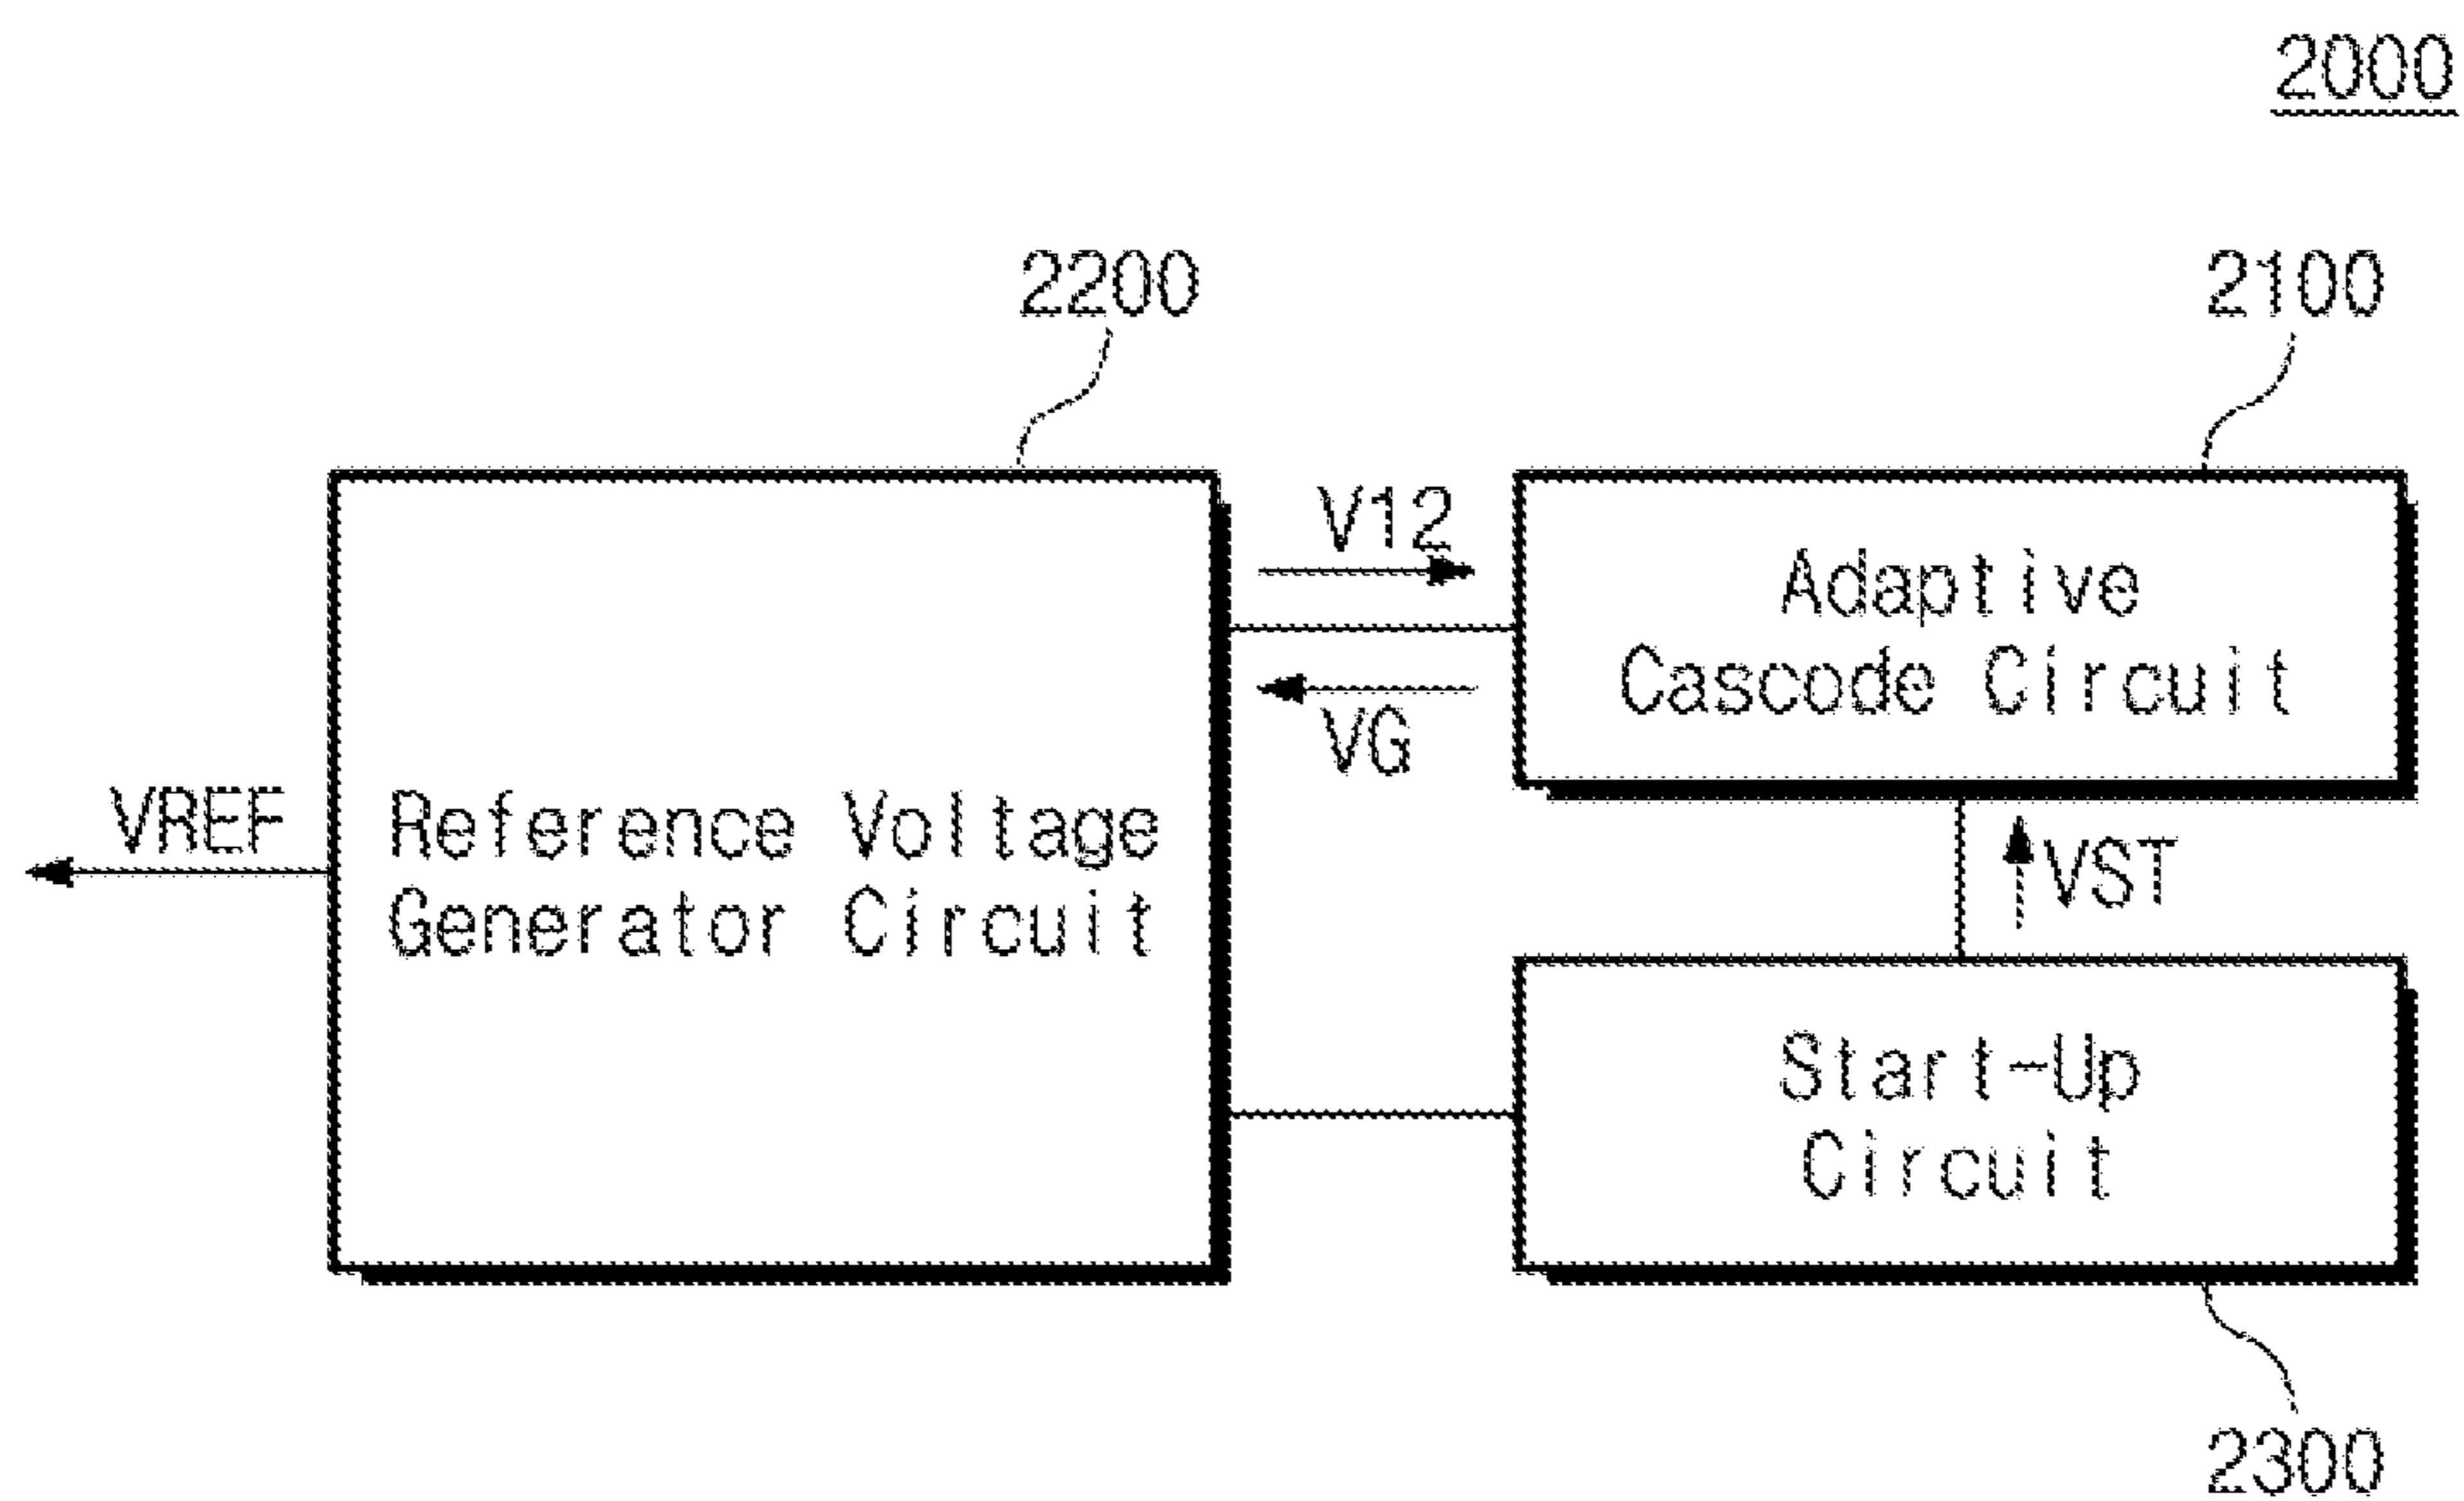 2000
2200
2100
V12
Adaptive
Cascode Circuit
VG
VREF
Reference Voltage
Generator Circuit
VST
Start-Up
Circuit
2300